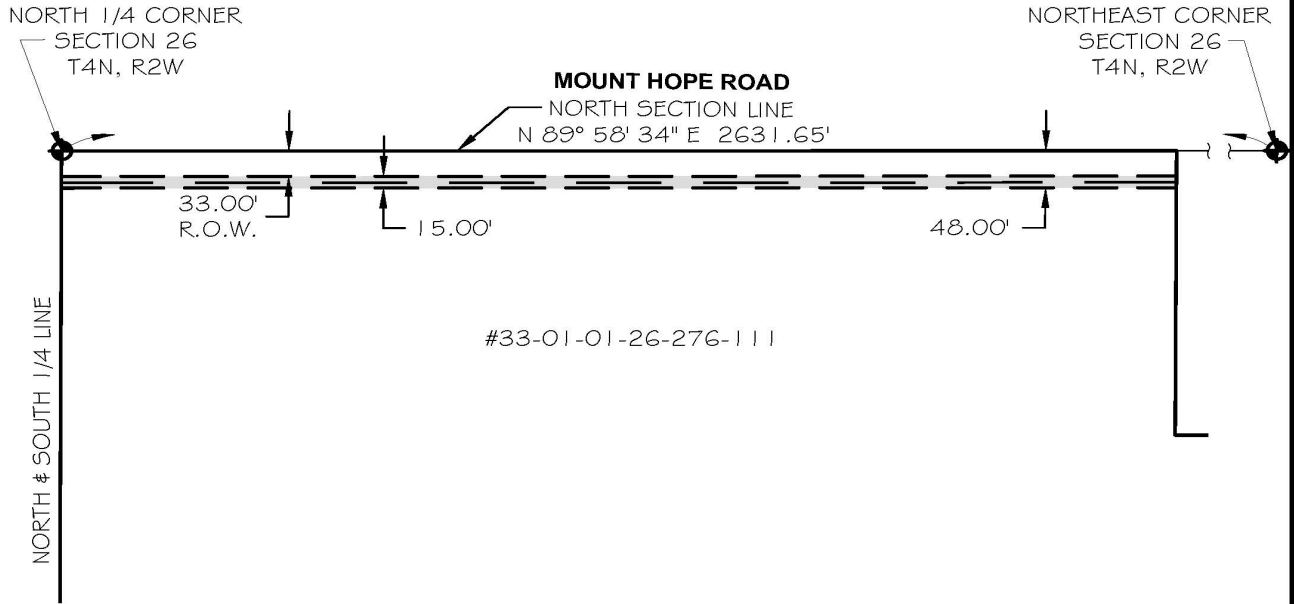 NORTH 1/4 CORNER
SECTION 26
T4N, R2W
NORTHEAST CORNER
SECTION 26
T4N, R2W
MOUNT HOPE ROAD
NORTH SECTION LINE
N 89° 58' 34" E 2631.65'
33.00'
R.O.W.
15.00'
48.00'
#33-01-01-26-276-111
NORTH & SOUTH 1/4 LINE